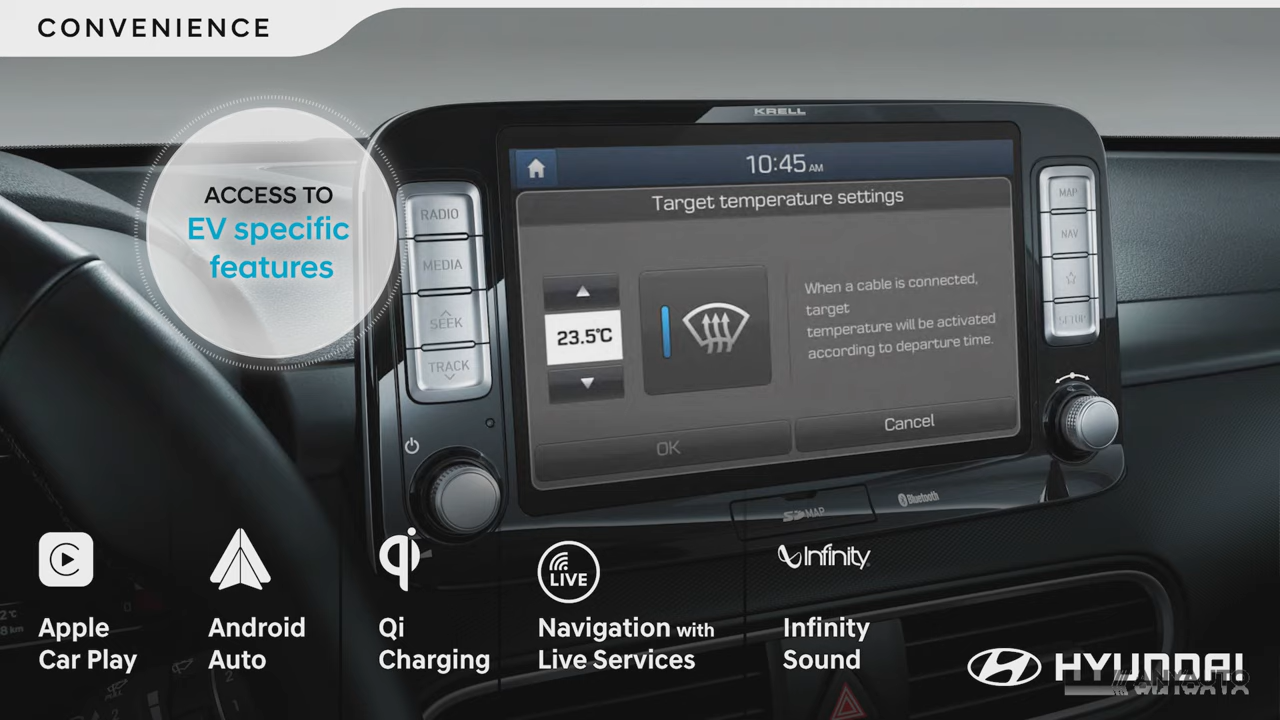 CONVENIENCE
KRELL
10:45 AM
Target temperature settings
ACCESS TO
EV specific
features
RADIO
MEDIA
SEEK
TRACK
MAP
NAV
SETUP
23.5°C
When a cable is connected,
target
temperature will be activated
according to departure time.
OK
Cancel
SD MAP
Bluetooth
qi
LIVE
Infinity
Apple
Car Play
Android
Auto
Qi
Charging
Navigation with
Live Services
Infinity
Sound
HYUNDAI